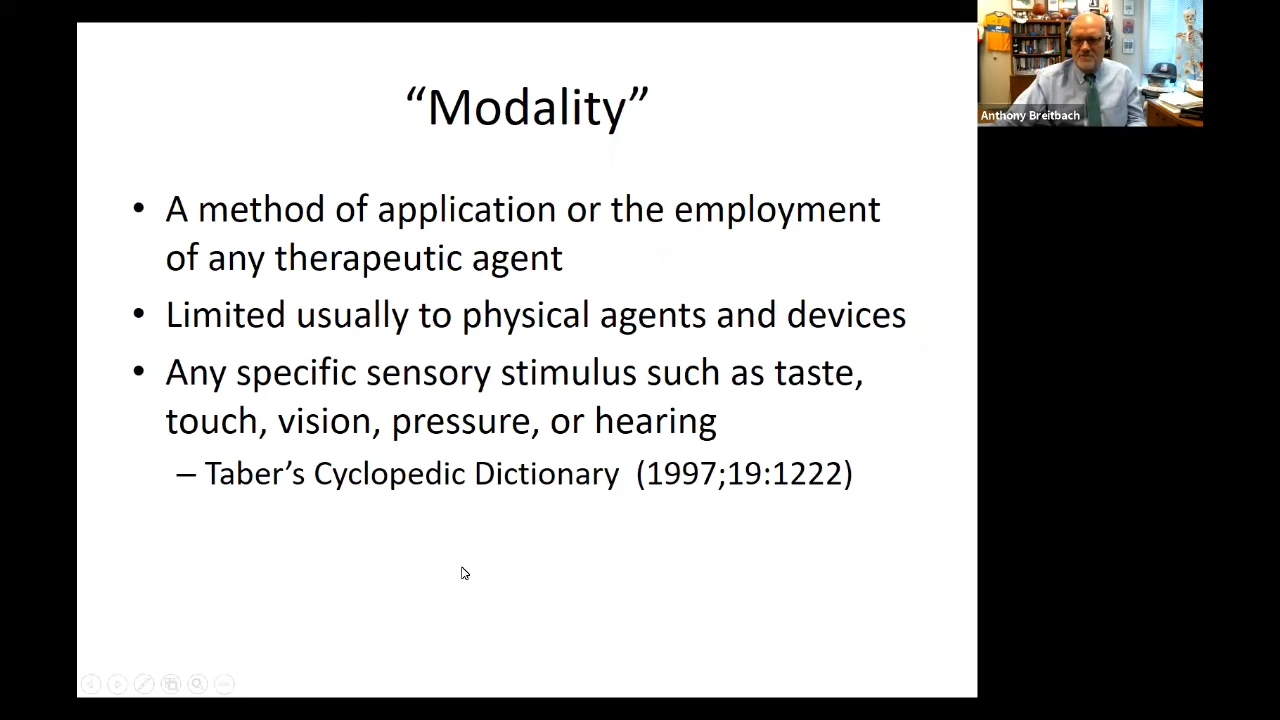 “Modality”
• A method of application or the employment
of any therapeutic agent
• Limited usually to physical agents and devices
• Any specific sensory stimulus such as taste,
touch, vision, pressure, or hearing
– Taber’s Cyclopedic Dictionary (1997;19:1222)
Anthony Breitbach